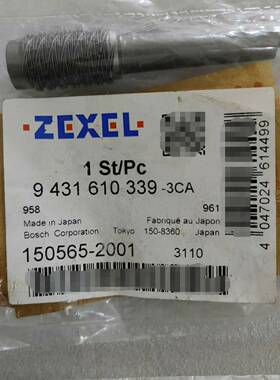 ZEXEL
1 St/Pc
9 431 610 339 -3CA
958 961
Made in Japan Fabriqué au Japon
Bosch Corporation Tokyo 150-8360 Japan
150565-2001 3110
4 047024 614499